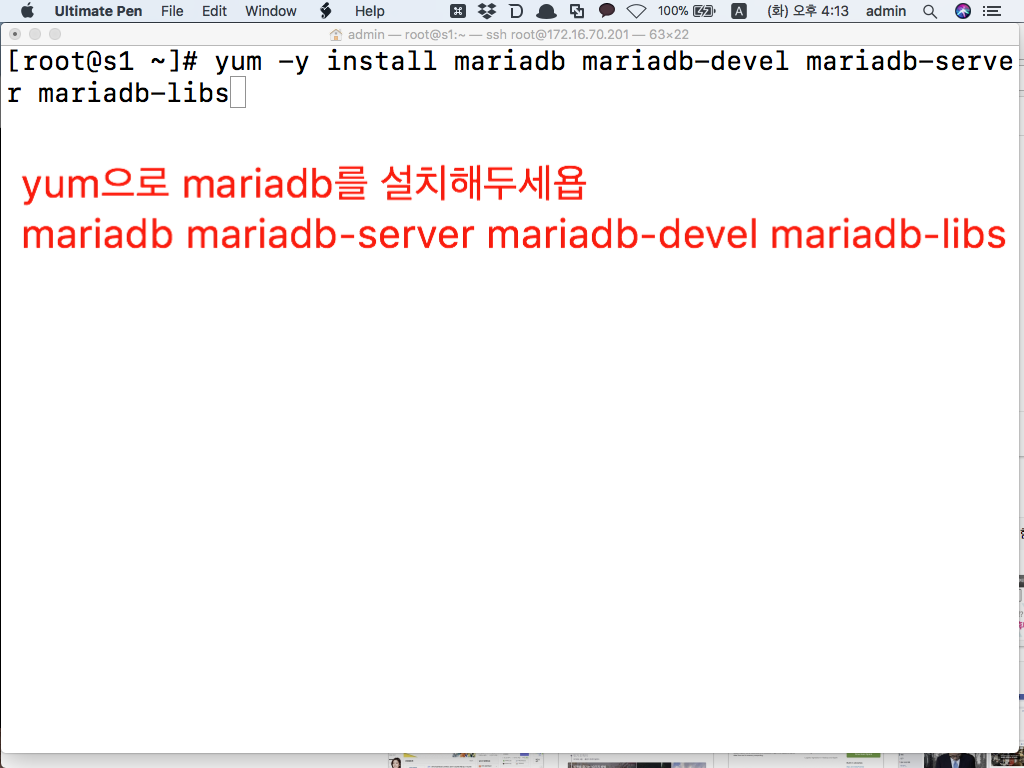 Ultimate Pen File Edit Window Help 100% A (화) 오후 4:13 admin
admin — root@s1:~ — ssh root@172.16.70.201 — 63×22
[root@s1 ~]# yum -y install mariadb mariadb-devel mariadb-serve
r mariadb-libs
yum으로 mariadb를 설치해두세욥
mariadb mariadb-server mariadb-devel mariadb-libs